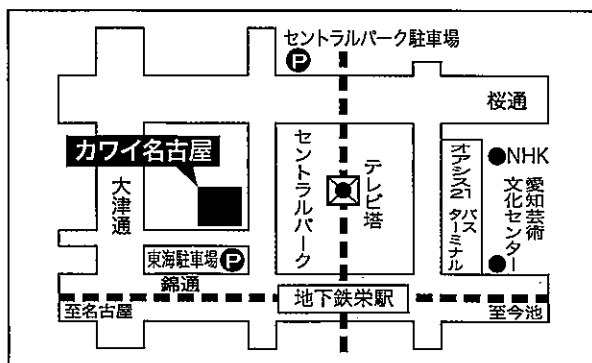 セントラルパーク駐車場
P
桜通
カワイ名古屋
大津通
セントラルパーク
テレビ塔
オアシス21
バスターミナル
NHK
愛知芸術
文化センター
東海駐車場 P
錦通
地下鉄栄駅
至名古屋
至今池